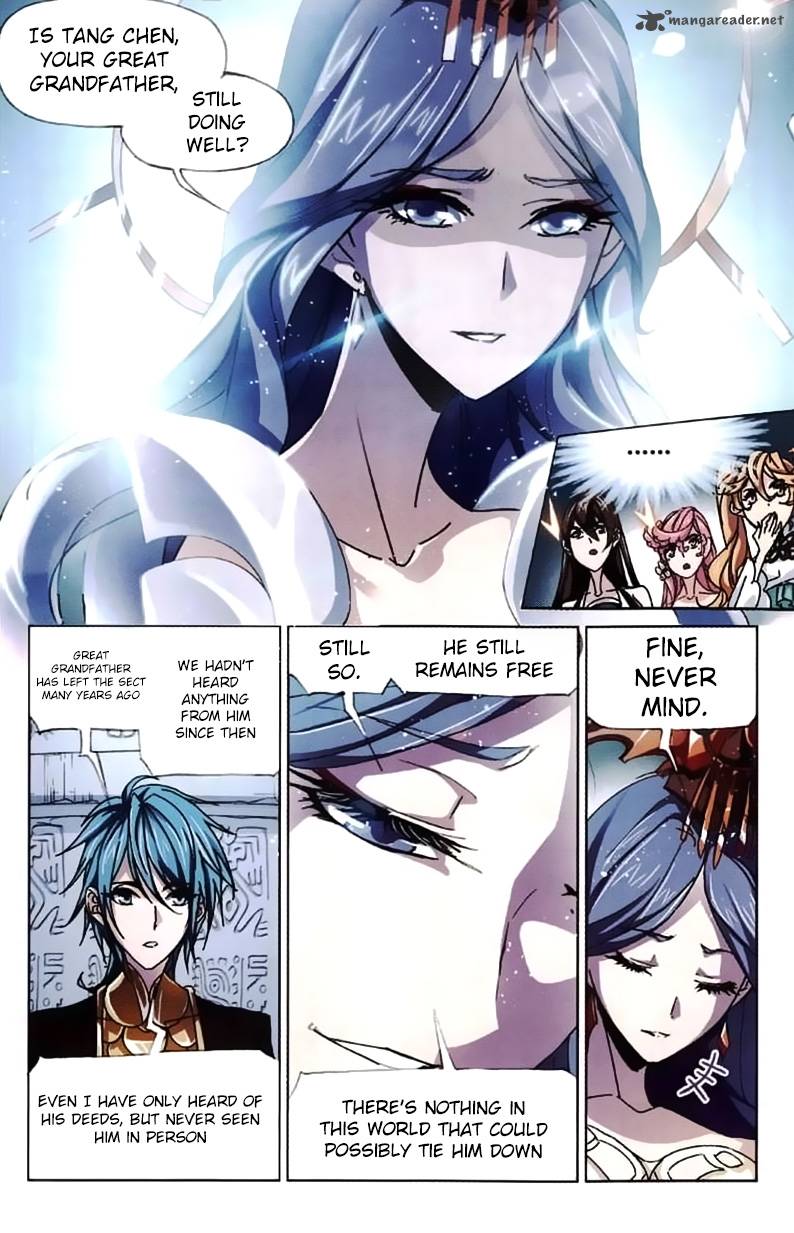 mangareader.net
IS TANG CHEN,
YOUR GREAT
GRANDFATHER,
STILL
DOING
WELL?
......
GREAT
GRANDFATHER
HAS LEFT THE SECT
MANY YEARS AGO
WE HADN'T
HEARD
ANYTHING
FROM HIM
SINCE THEN
EVEN I HAVE ONLY HEARD OF
HIS DEEDS, BUT NEVER SEEN
HIM IN PERSON
STILL
SO.
HE STILL
REMAINS FREE
THERE'S NOTHING IN
THIS WORLD THAT COULD
POSSIBLY TIE HIM DOWN
FINE,
NEVER
MIND.